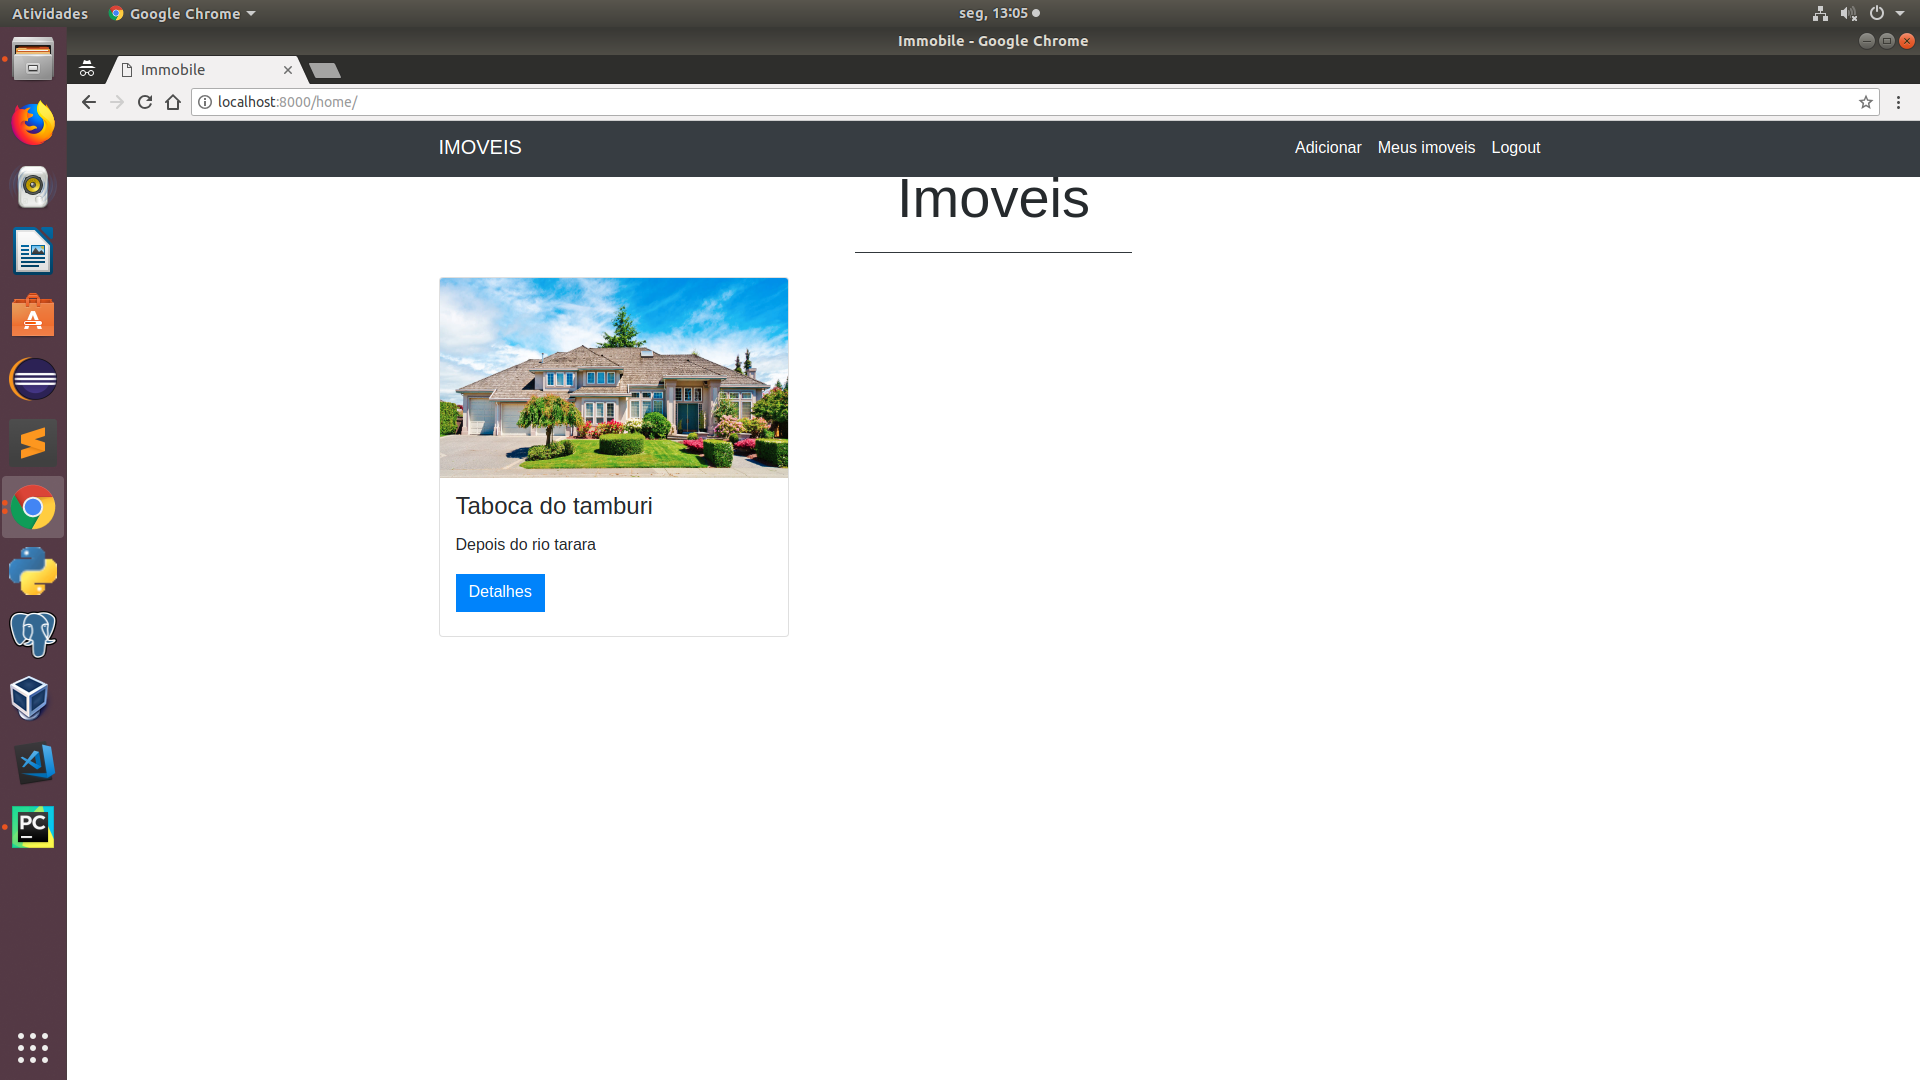 Atividades
Google Chrome
seg, 13:05
Immobile - Google Chrome
Immobile
localhost:8000/home/
IMOVEIS
Adicionar
Meus imoveis
Logout
Imoveis
Taboca do tamburi
Depois do rio tarara
Detalhes
A
PC